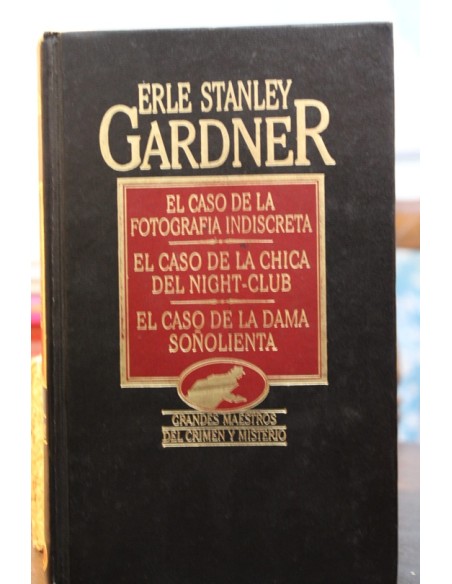 ERLE STANLEY
GARDNER
EL CASO DE LA
FOTOGRAFIA INDISCRETA
EL CASO DE LA CHICA
DEL NIGHT-CLUB
EL CASO DE LA DAMA
SOÑOLIENTA
GRANDES MAESTROS
DEL CRIMEN Y MISTERIO